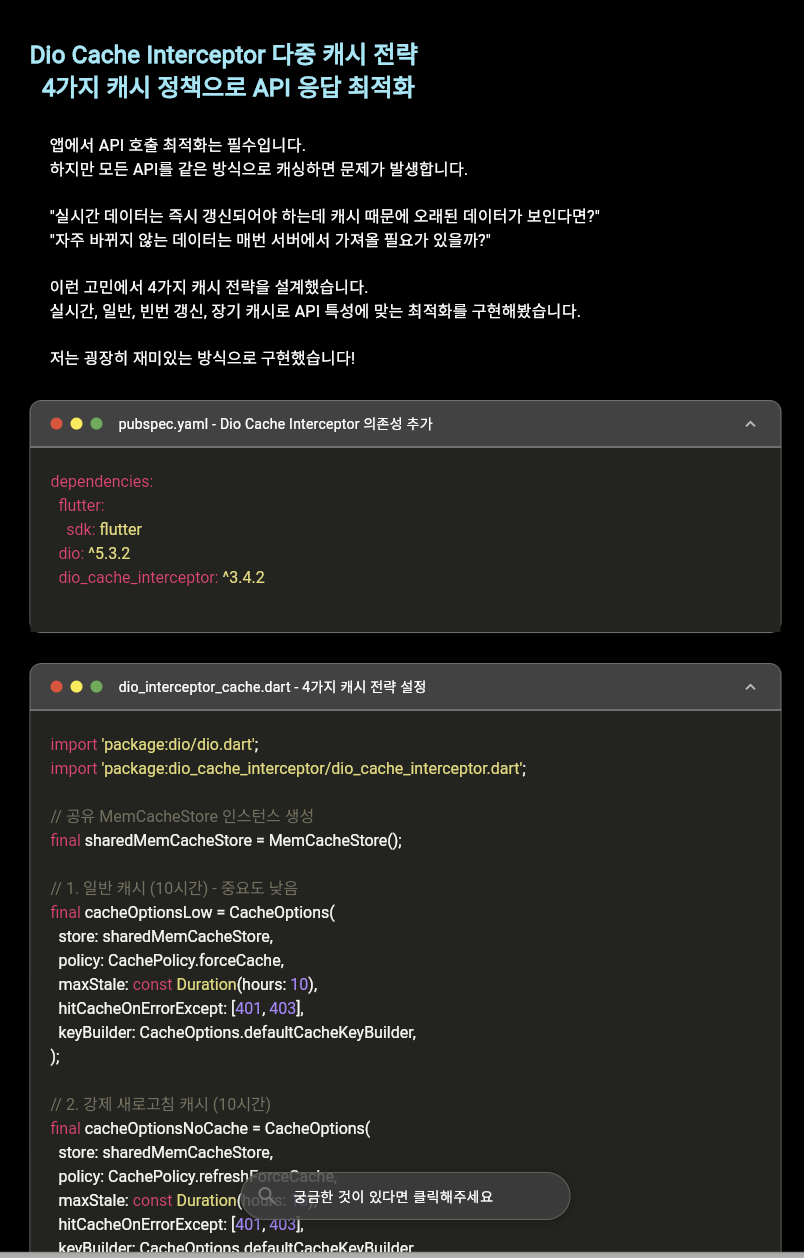 Dio Cache Interceptor 다중 캐시 전략
4가지 캐시 정책으로 API 응답 최적화
앱에서 API 호출 최적화는 필수입니다.
하지만 모든 API를 같은 방식으로 캐싱하면 문제가 발생합니다.
"실시간 데이터는 즉시 갱신되어야 하는데 캐시 때문에 오래된 데이터가 보인다면?"
"자주 바뀌지 않는 데이터는 매번 서버에서 가져올 필요가 있을까?"
이런 고민에서 4가지 캐시 전략을 설계했습니다.
실시간, 일반, 빈번 갱신, 장기 캐시로 API 특성에 맞는 최적화를 구현해봤습니다.
저는 굉장히 재미있는 방식으로 구현했습니다!
pubspec.yaml - Dio Cache Interceptor 의존성 추가
dependencies:
  flutter:
    sdk: flutter
  dio: ^5.3.2
  dio_cache_interceptor: ^3.4.2
dio_interceptor_cache.dart - 4가지 캐시 전략 설정
import 'package:dio/dio.dart';
import 'package:dio_cache_interceptor/dio_cache_interceptor.dart';
// 공유 MemCacheStore 인스턴스 생성
final sharedMemCacheStore = MemCacheStore();
// 1. 일반 캐시 (10시간) - 중요도 낮음
final cacheOptionsLow = CacheOptions(
  store: sharedMemCacheStore,
  policy: CachePolicy.forceCache,
  maxStale: const Duration(hours: 10),
  hitCacheOnErrorExcept: [401, 403],
  keyBuilder: CacheOptions.defaultCacheKeyBuilder,
);
// 2. 강제 새로고침 캐시 (10시간)
final cacheOptionsNoCache = CacheOptions(
  store: sharedMemCacheStore,
  policy: CachePolicy.refreshForceCache,
  maxStale: const Duration(hours:
궁금한 것이 있다면 클릭해주세요
  hitCacheOnErrorExcept: [401, 403],
  keyBuilder: CacheOptions.defaultCacheKeyBuilder